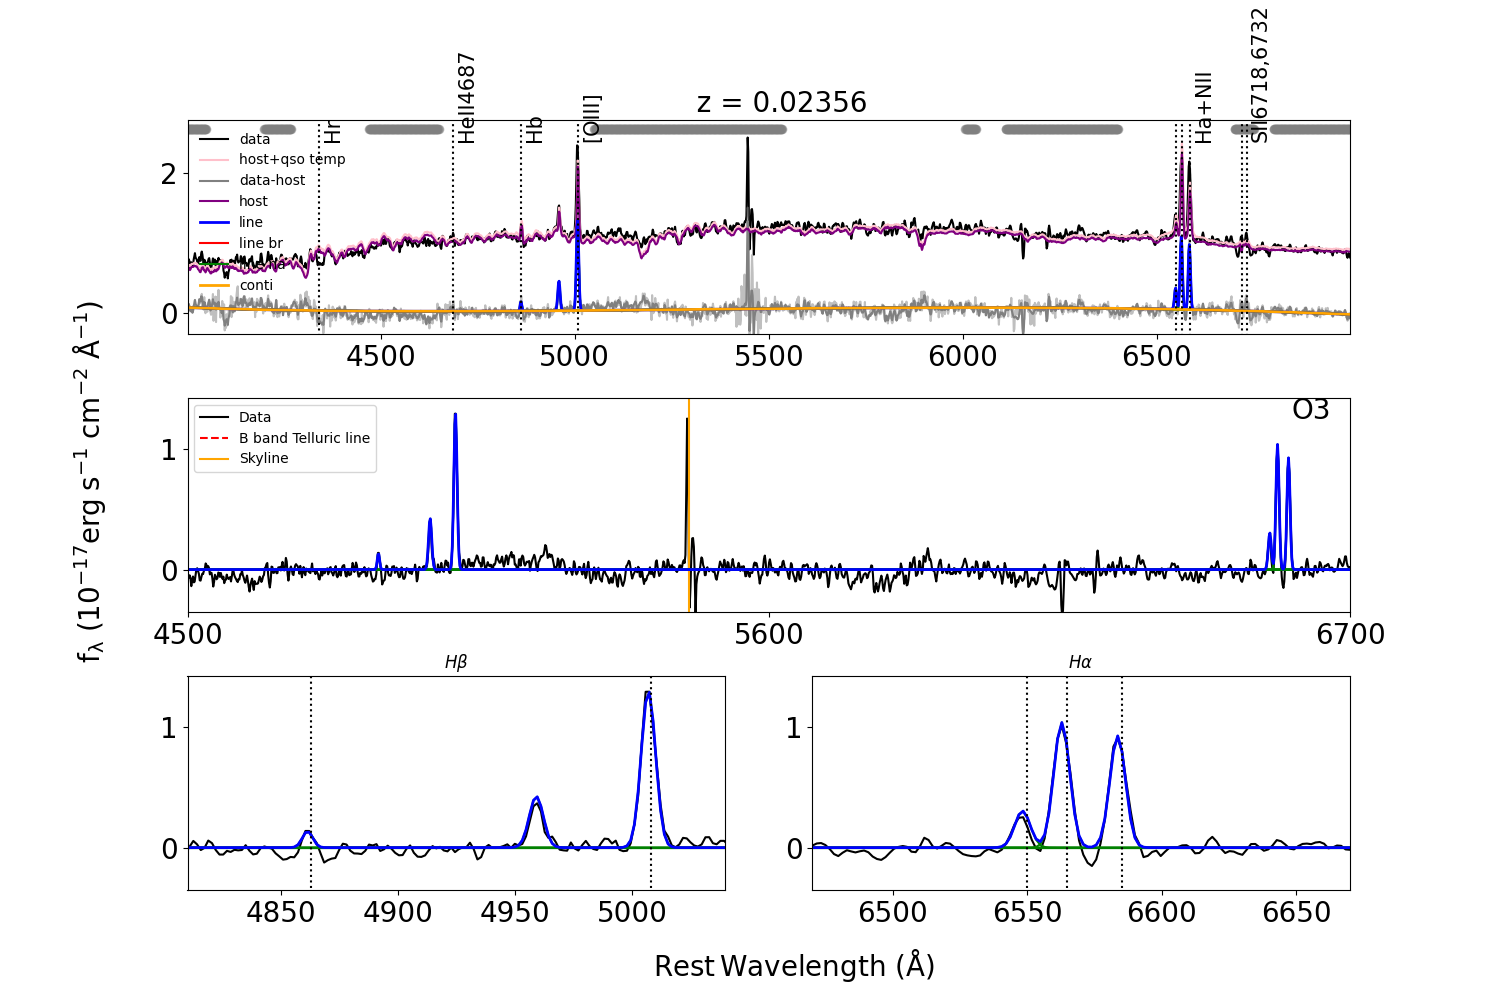 z = 0.02356
Hr
HeII4687
Hb
[OIII]
Ha+NII
SII6718,6732
data
host+qso temp
data-host
host
line
line br
conti
2
0
4500
5000
5500
6000
6500
f_λ (10^−17 erg s^−1 cm^−2 Å^−1)
O3
Data
B band Telluric line
Skyline
1
0
4500
5600
6700
Hβ
1
0
4850
4900
4950
5000
Hα
1
0
6500
6550
6600
6650
Rest Wavelength (Å)